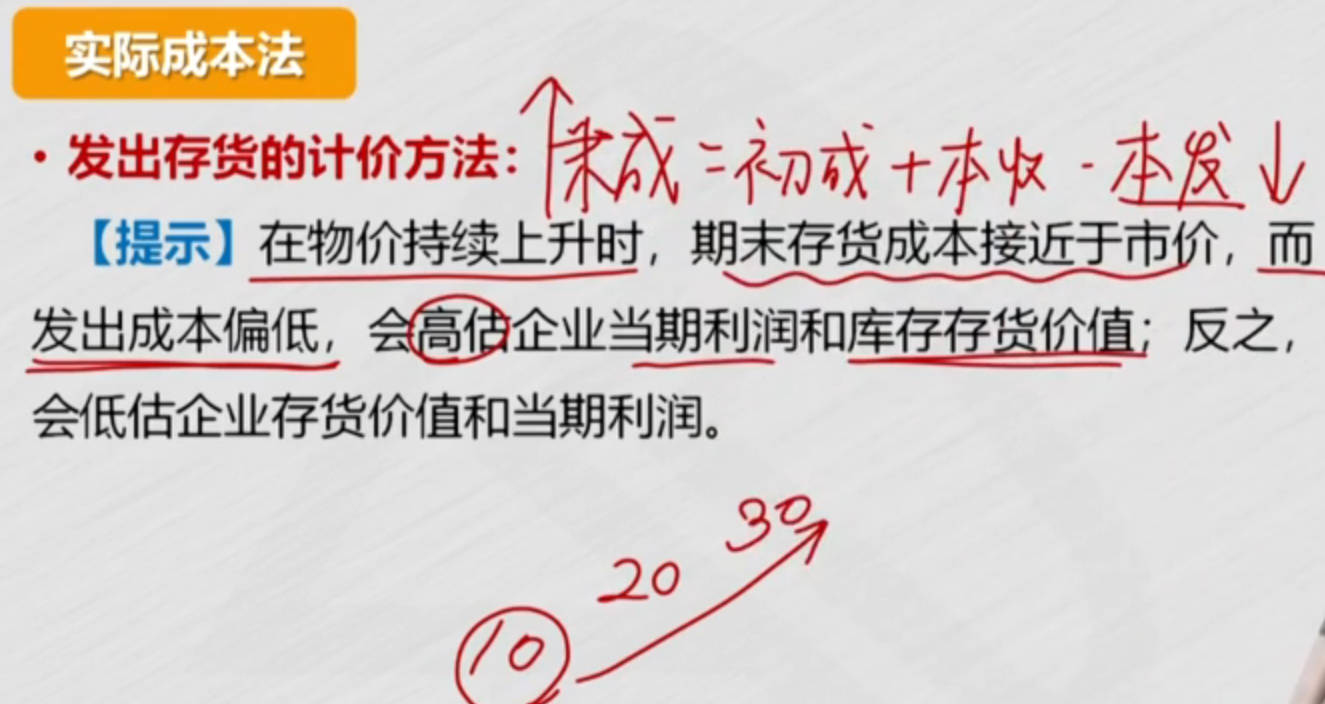 实际成本法
• 发出存货的计价方法：↑末成=初成+本收-本发↓
【提示】在物价持续上升时，期末存货成本接近于市价，而
发出成本偏低，会高估企业当期利润和库存存货价值；反之，
会低估企业存货价值和当期利润。
30
20
10